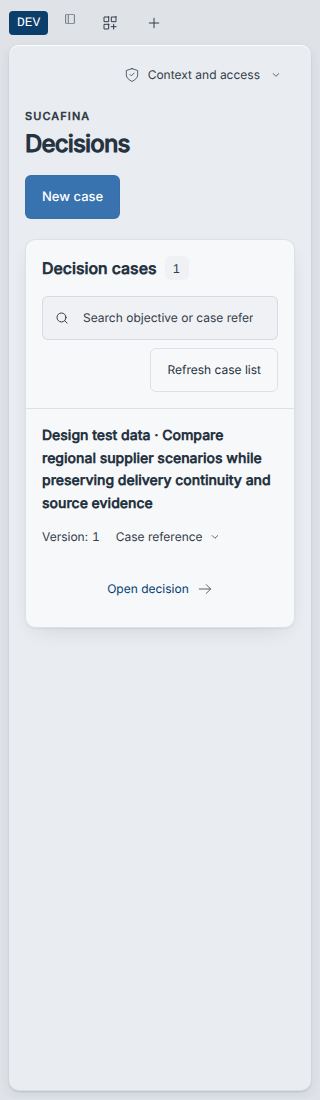 DEV
Context and access
SUCAFINA
Decisions
New case
Decision cases 1
Search objective or case refer
Refresh case list
Design test data · Compare
regional supplier scenarios while
preserving delivery continuity and
source evidence
Version: 1 Case reference
Open decision